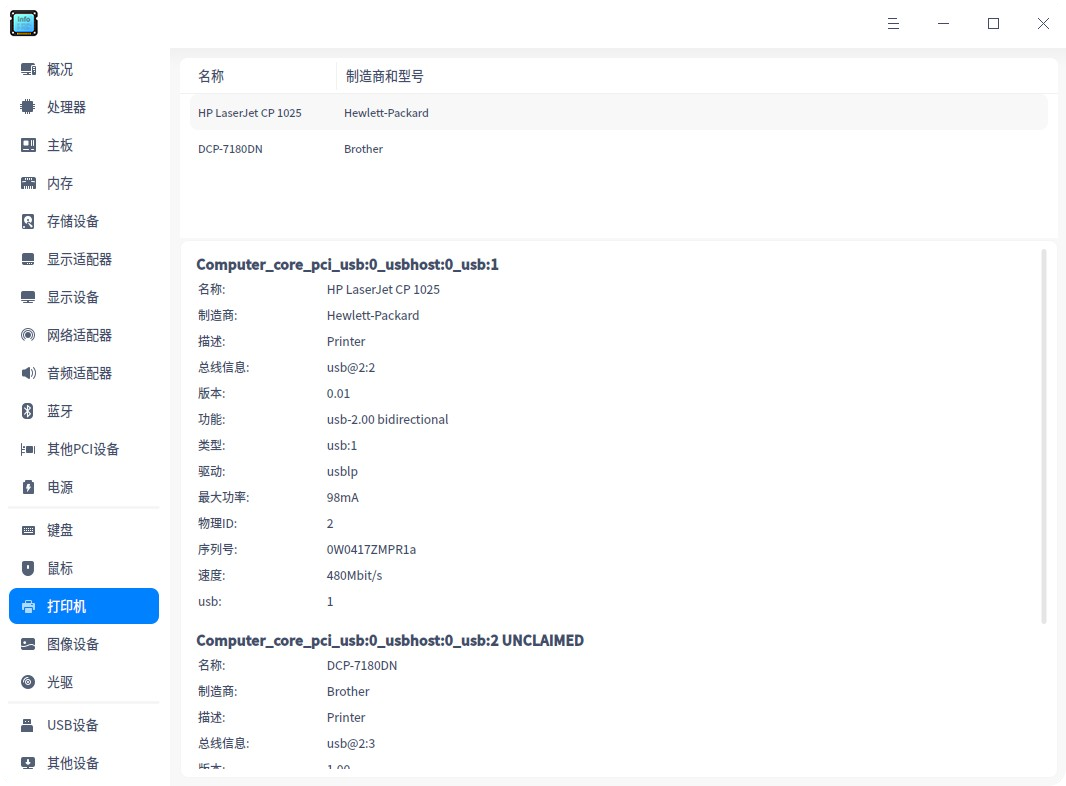 info
概况
处理器
主板
内存
存储设备
显示适配器
显示设备
网络适配器
音频适配器
蓝牙
其他PCI设备
电源
键盘
鼠标
打印机
图像设备
光驱
USB设备
其他设备
名称 制造商和型号
HP LaserJet CP 1025 Hewlett-Packard
DCP-7180DN Brother
Computer_core_pci_usb:0_usbhost:0_usb:1
名称: HP LaserJet CP 1025
制造商: Hewlett-Packard
描述: Printer
总线信息: usb@2:2
版本: 0.01
功能: usb-2.00 bidirectional
类型: usb:1
驱动: usblp
最大功率: 98mA
物理ID: 2
序列号: 0W0417ZMPR1a
速度: 480Mbit/s
usb: 1
Computer_core_pci_usb:0_usbhost:0_usb:2 UNCLAIMED
名称: DCP-7180DN
制造商: Brother
描述: Printer
总线信息: usb@2:3
版本: 1.00